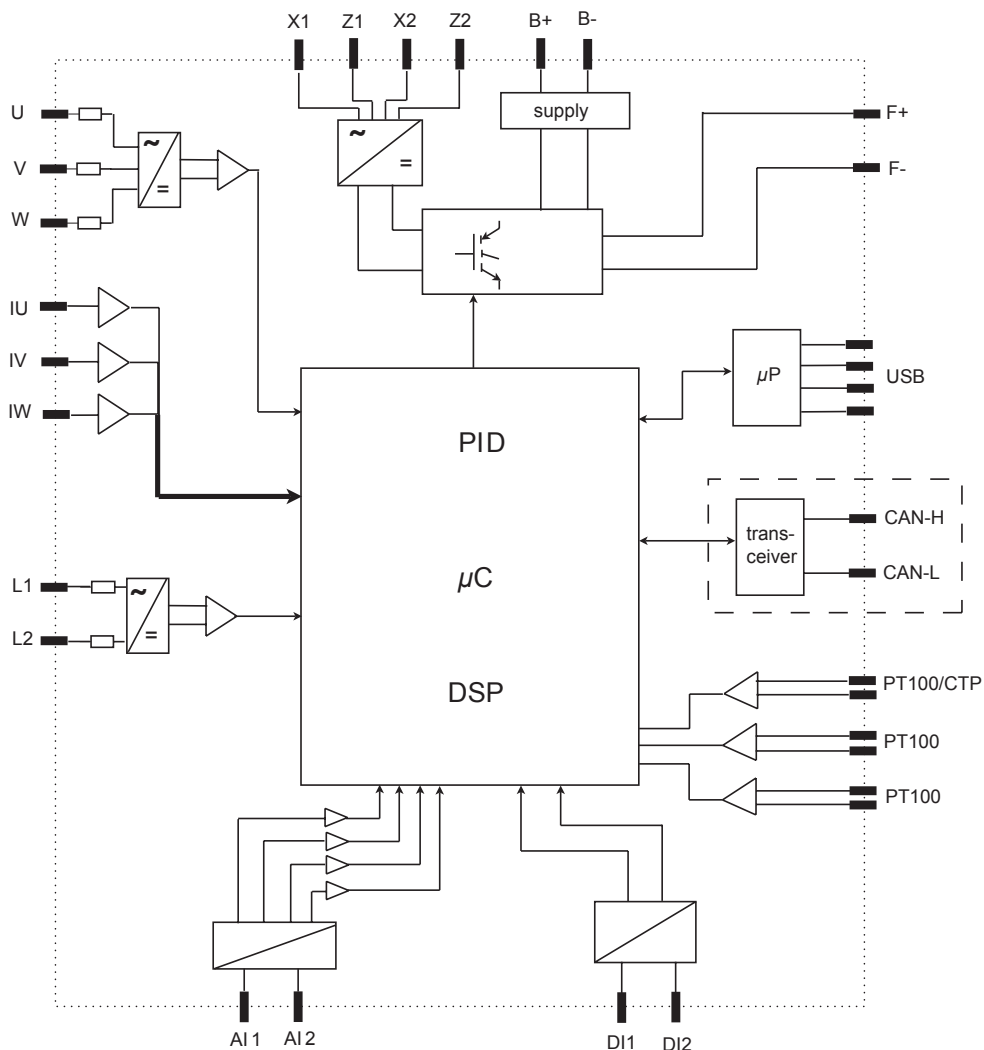 X1 Z1 X2 Z2 B+ B-
supply
U
V
W
~
=
~
=
F+
F-
IU
IV
IW
µP
USB
PID
µC
DSP
trans-
ceiver
CAN-H
CAN-L
L1
L2
~
=
PT100/CTP
PT100
PT100
AI 1
AI 2
DI1
DI2